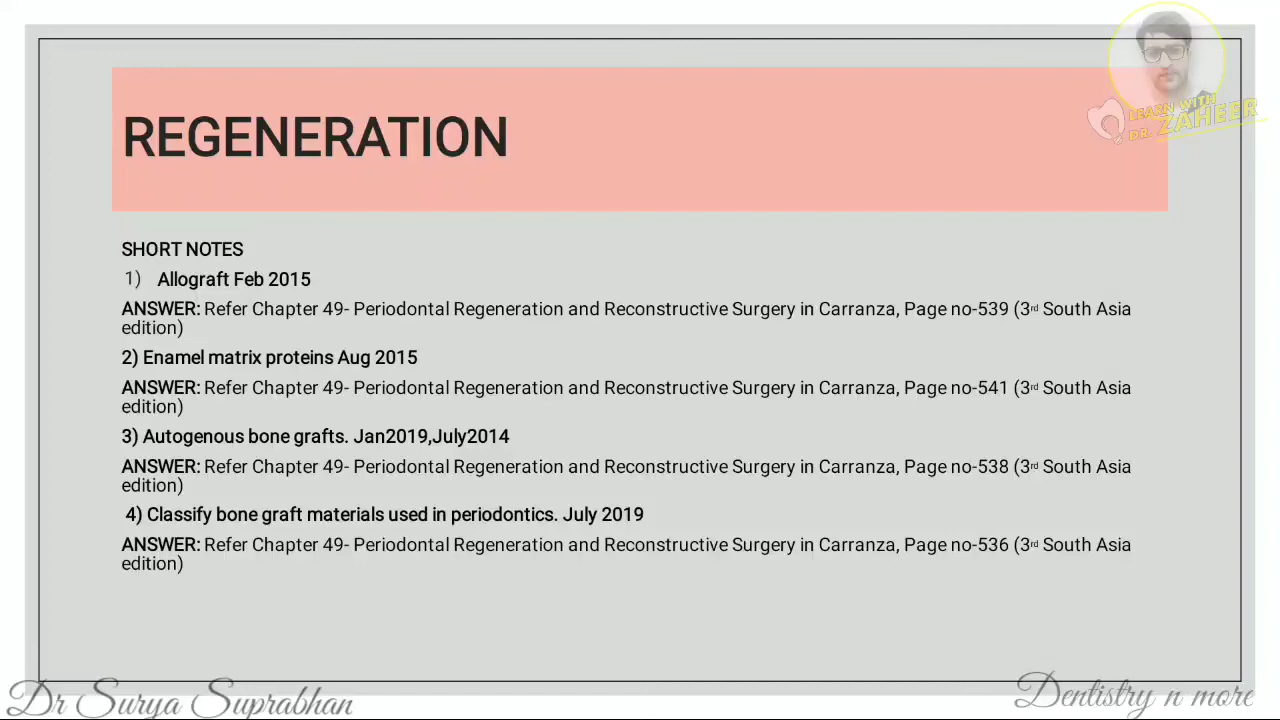 LEARN WITH
DR. ZAHEER
REGENERATION
SHORT NOTES
1) Allograft Feb 2015
ANSWER: Refer Chapter 49- Periodontal Regeneration and Reconstructive Surgery in Carranza, Page no-539 (3rd South Asia
edition)
2) Enamel matrix proteins Aug 2015
ANSWER: Refer Chapter 49- Periodontal Regeneration and Reconstructive Surgery in Carranza, Page no-541 (3rd South Asia
edition)
3) Autogenous bone grafts. Jan2019,July2014
ANSWER: Refer Chapter 49- Periodontal Regeneration and Reconstructive Surgery in Carranza, Page no-538 (3rd South Asia
edition)
4) Classify bone graft materials used in periodontics. July 2019
ANSWER: Refer Chapter 49- Periodontal Regeneration and Reconstructive Surgery in Carranza, Page no-536 (3rd South Asia
edition)
Dr Surya Suprabhan
Dentistry n more